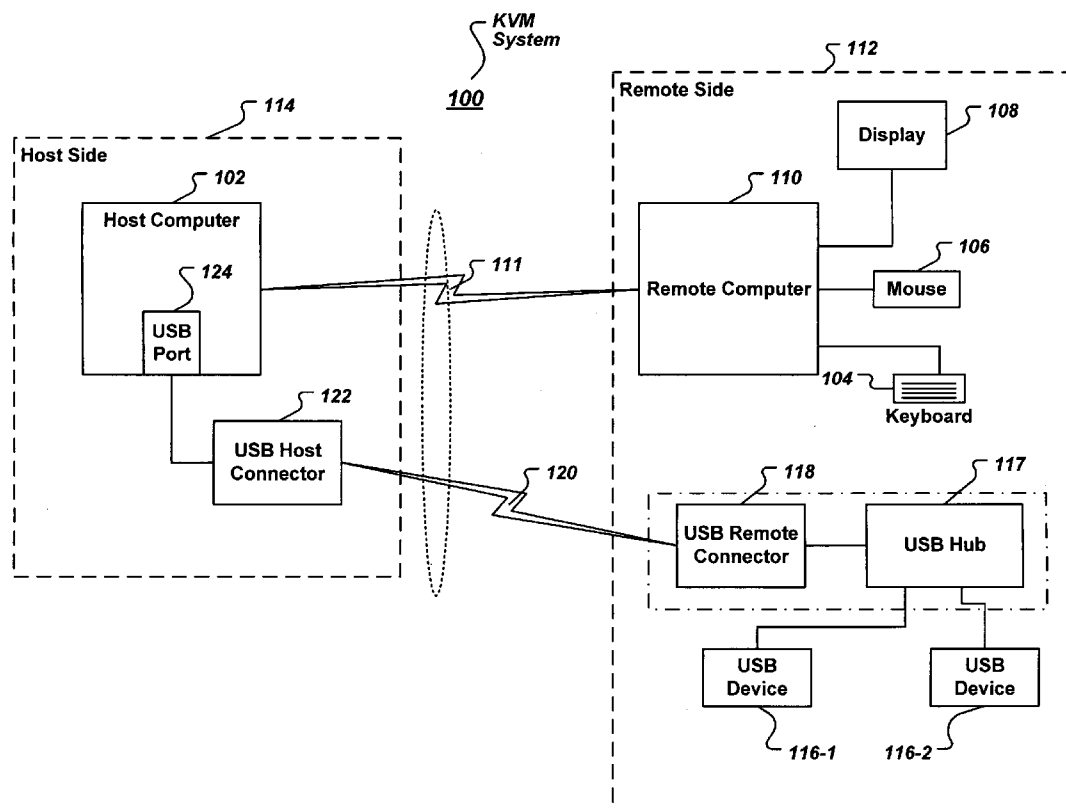 KVM
System
100
112
Remote Side
114
Host Side
108
Display
102
Host Computer
110
Remote Computer
106
Mouse
124
USB
Port
111
104
Keyboard
122
USB Host
Connector
120
118
USB Remote
Connector
117
USB Hub
USB
Device
USB
Device
116-1
116-2